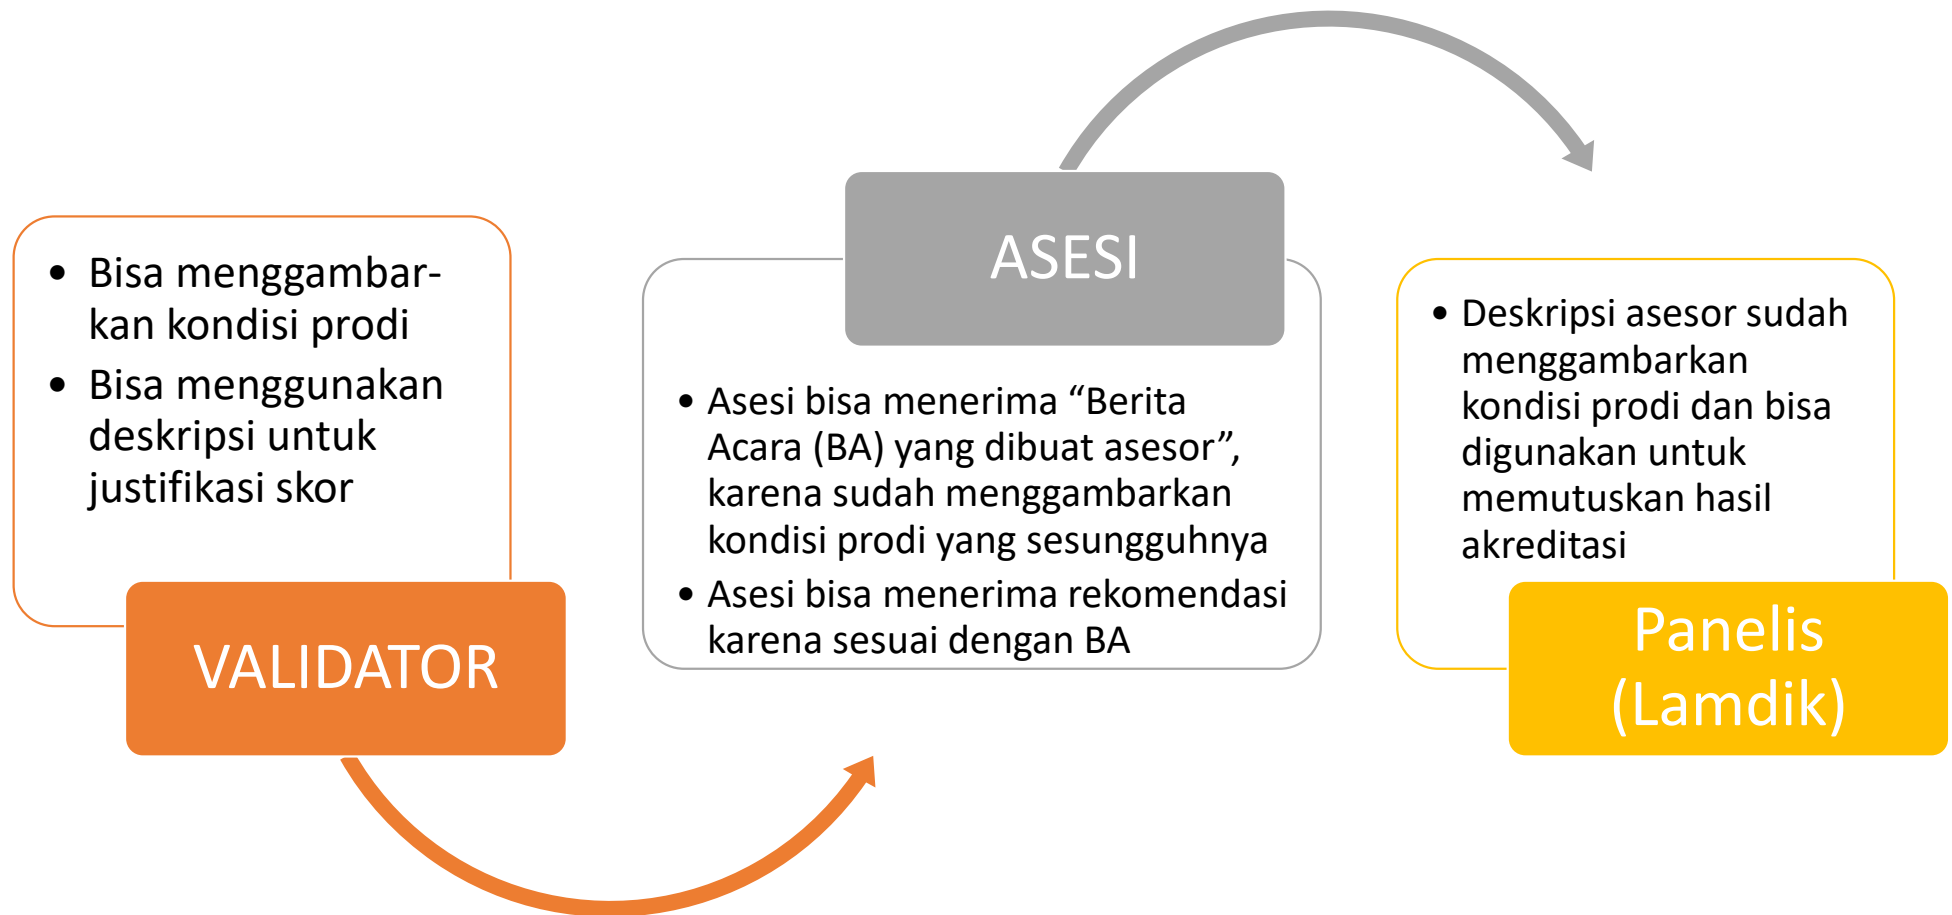 • Bisa menggambar-
kan kondisi prodi
• Bisa menggunakan
deskripsi untuk
justifikasi skor
VALIDATOR
ASESI
• Asesi bisa menerima “Berita
Acara (BA) yang dibuat asesor”,
karena sudah menggambarkan
kondisi prodi yang sesungguhnya
• Asesi bisa menerima rekomendasi
karena sesuai dengan BA
• Deskripsi asesor sudah
menggambarkan
kondisi prodi dan bisa
digunakan untuk
memutuskan hasil
akreditasi
Panelis
(Lamdik)